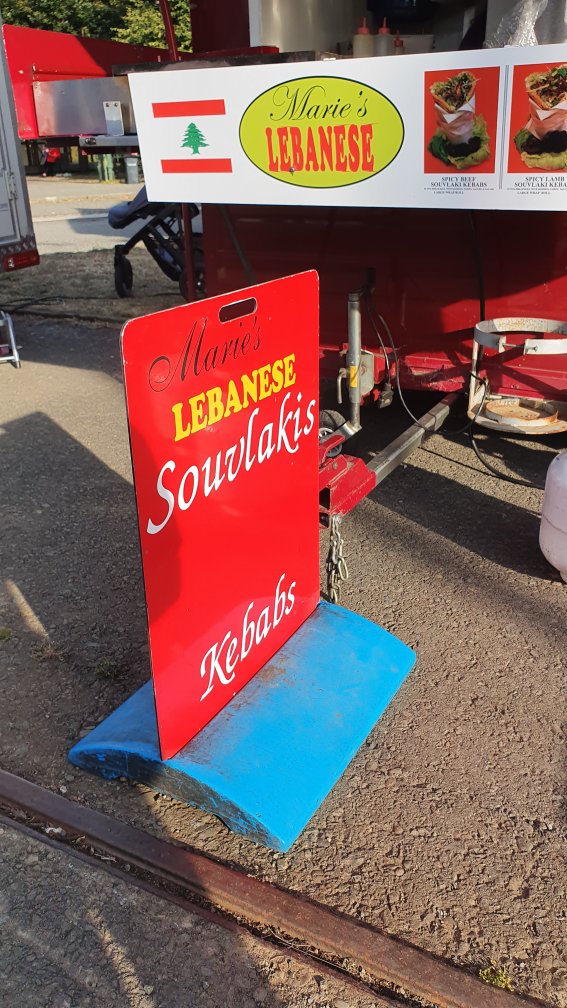 Marie's
LEBANESE
SPICY BEEF
SOUVLAKI KEBABS
SPICY LAMB
SOUVLAKI KEBA
Marie's
LEBANESE
Souvlakis
Kebabs